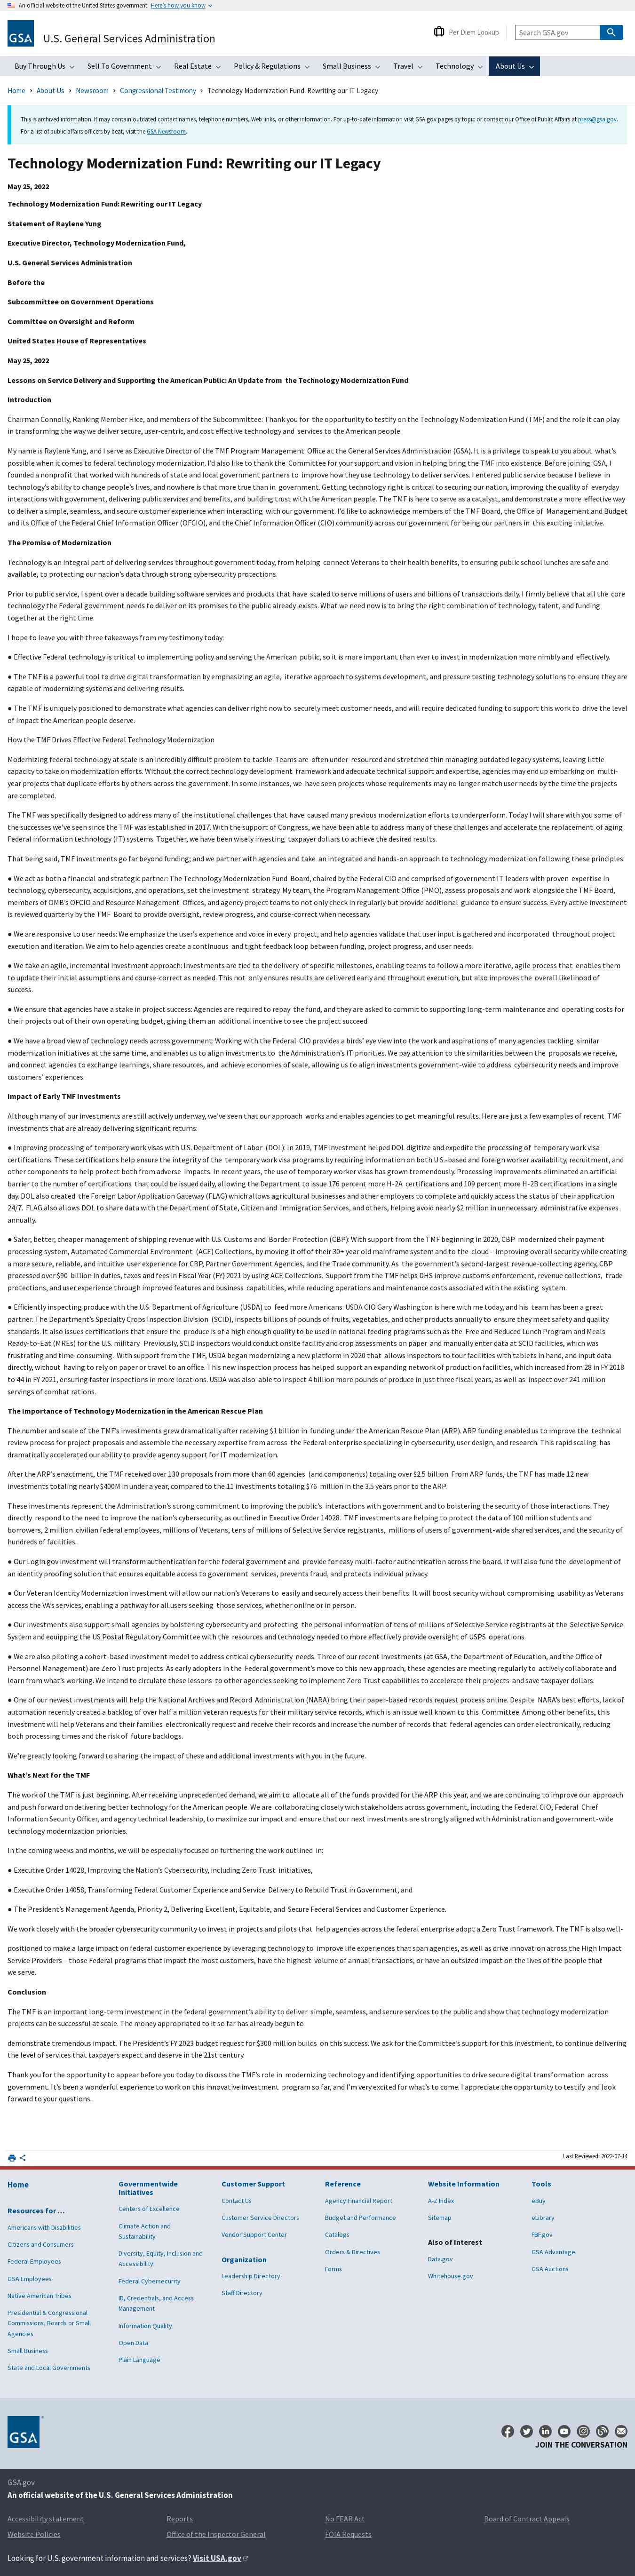 An official website of the United States government Here's how you know
GSA U.S. General Services Administration
Per Diem Lookup
Search GSA.gov
Buy Through Us Sell To Government Real Estate Policy & Regulations Small Business Travel Technology About Us
Home › About Us › Newsroom › Congressional Testimony › Technology Modernization Fund: Rewriting our IT Legacy
This is archived information. It may contain outdated contact names, telephone numbers, Web links, or other information. For up-to-date information visit GSA.gov pages by topic or contact our Office of Public Affairs at press@gsa.gov.
For a list of public affairs officers by beat, visit the GSA Newsroom.
Technology Modernization Fund: Rewriting our IT Legacy
May 25, 2022
Technology Modernization Fund: Rewriting our IT Legacy
Statement of Raylene Yung
Executive Director, Technology Modernization Fund,
U.S. General Services Administration
Before the
Subcommittee on Government Operations
Committee on Oversight and Reform
United States House of Representatives
May 25, 2022
Lessons on Service Delivery and Supporting the American Public: An Update from the Technology Modernization Fund
Introduction
Chairman Connolly, Ranking Member Hice, and members of the Subcommittee: Thank you for the opportunity to testify on the Technology Modernization Fund (TMF) and the role it can play
in transforming the way we deliver secure, user-centric, and cost effective technology and services to the American people.
My name is Raylene Yung, and I serve as Executive Director of the TMF Program Management Office at the General Services Administration (GSA). It is a privilege to speak to you about what's
possible when it comes to federal technology modernization. I'd also like to thank the Committee for your support and vision in helping bring the TMF into existence. Before joining GSA, I
founded a nonprofit that worked with hundreds of state and local government partners to improve how they use technology to deliver services. I entered public service because I believe in
technology's ability to change people's lives, and nowhere is that more true than in government. Getting technology right is critical to securing our nation, improving the quality of everyday
interactions with government, delivering public services and benefits, and building trust with the American people. The TMF is here to serve as a catalyst, and demonstrate a more effective way
to deliver a simple, seamless, and secure customer experience when interacting with our government. I'd like to acknowledge members of the TMF Board, the Office of Management and Budget
and its Office of the Federal Chief Information Officer (OFCIO), and the Chief Information Officer (CIO) community across our government for being our partners in this exciting initiative.
The Promise of Modernization
Technology is an integral part of delivering services throughout government today, from helping connect Veterans to their health benefits, to ensuring public school lunches are safe and
available, to protecting our nation's data through strong cybersecurity protections.
Prior to public service, I spent over a decade building software services and products that have scaled to serve millions of users and billions of transactions daily. I firmly believe that all the core
technology the Federal government needs to deliver on its promises to the public already exists. What we need now is to bring the right combination of technology, talent, and funding
together at the right time.
I hope to leave you with three takeaways from my testimony today:
● Effective Federal technology is critical to implementing policy and serving the American public, so it is more important than ever to invest in modernization more nimbly and effectively.
● The TMF is a powerful tool to drive digital transformation by emphasizing an agile, iterative approach to systems development, and pressure testing technology solutions to ensure they are
capable of modernizing systems and delivering results.
● The TMF is uniquely positioned to demonstrate what agencies can deliver right now to securely meet customer needs, and will require dedicated funding to support this work to drive the level
of impact the American people deserve.
How the TMF Drives Effective Federal Technology Modernization
Modernizing federal technology at scale is an incredibly difficult problem to tackle. Teams are often under-resourced and stretched thin managing outdated legacy systems, leaving little
capacity to take on modernization efforts. Without the correct technology development framework and adequate technical support and expertise, agencies may end up embarking on multi-
year projects that don't end up delivering for users or for the government. In some instances, we have seen complex projects whose requirements may no longer match user needs by the time the projects
are completed.
The TMF was specifically designed to address many of the institutional challenges that have caused many previous modernization efforts to underperform. Today I will share with you some of
the successes we've seen since the TMF was established in 2017. With the support of Congress, we have been able to address many of these challenges and accelerate the replacement of aging
Federal information technology (IT) systems. Together, we have been wisely investing taxpayer dollars to achieve the desired results.
That being said, TMF investments go far beyond funding; and we partner with agencies and take an integrated and hands-on approach to technology modernization following these principles:
● We act as both a financial and strategic partner: The Technology Modernization Fund Board, chaired by the Federal CIO and comprised of government IT leaders with proven expertise in
technology, cybersecurity, acquisitions, and operations, set the investment strategy. My team, the Program Management Office (PMO), assess proposals and work alongside the TMF Board,
members of OMB's OFCIO and Resource Management Offices, and agency project teams to not only check in regularly but provide additional guidance to ensure success. Every active investment
is reviewed quarterly by the TMF Board to provide oversight, review progress, and course-correct when necessary.
● We are responsive to user needs: We emphasize the user's experience and voice in every project, and help agencies validate that user input is gathered and incorporated throughout project
execution and iteration. We aim to help agencies create a continuous and tight feedback loop between funding, project progress, and user needs.
● We take an agile, incremental investment approach: Investments are tied to the delivery of specific milestones, enabling teams to follow a more iterative, agile process that enables them
to update their initial assumptions and course-correct as needed. This not only ensures results are delivered early and throughout project execution, but also improves the overall likelihood of
success.
● We ensure that agencies have a stake in project success: Agencies are required to repay the fund, and they are asked to commit to supporting long-term maintenance and operating costs for
their projects out of their own operating budget, giving them an additional incentive to see the project succeed.
● We have a broad view of technology needs across government: Working with the Federal CIO provides a birds' eye view into the work and aspirations of many agencies tackling similar
modernization initiatives at the same time, and enables us to align investments to the Administration's IT priorities. We pay attention to the similarities between the proposals we receive,
and connect agencies to exchange learnings, share resources, and achieve economies of scale, allowing us to align investments government-wide to address cybersecurity needs and improve
customers' experiences.
Impact of Early TMF Investments
Although many of our investments are still actively underway, we've seen that our approach works and enables agencies to get meaningful results. Here are just a few examples of recent TMF
investments that are already delivering significant returns:
● Improving processing of temporary work visas with U.S. Department of Labor (DOL): In 2019, TMF investment helped DOL digitize and expedite the processing of temporary work visa
certifications. These certifications help ensure the integrity of the temporary work visa programs by requiring information on both U.S.-based and foreign worker availability, recruitment, and
other components to help protect both from adverse impacts. In recent years, the use of temporary worker visas has grown tremendously. Processing improvements eliminated an artificial
barrier to the number of certifications that could be issued daily, allowing the Department to issue 176 percent more H-2A certifications and 109 percent more H-2B certifications in a single
day. DOL also created the Foreign Labor Application Gateway (FLAG) which allows agricultural businesses and other employers to complete and quickly access the status of their application
24/7. FLAG also allows DOL to share data with the Department of State, Citizen and Immigration Services, and others, helping avoid nearly $2 million in unnecessary administrative expenses
annually.
● Safer, better, cheaper management of shipping revenue with U.S. Customs and Border Protection (CBP): With support from the TMF beginning in 2020, CBP modernized their payment
processing system, Automated Commercial Environment (ACE) Collections, by moving it off of their 30+ year old mainframe system and to the cloud – improving overall security while creating
a more secure, reliable, and intuitive user experience for CBP, Partner Government Agencies, and the Trade community. As the government's second-largest revenue-collecting agency, CBP
processed over $90 billion in duties, taxes and fees in Fiscal Year (FY) 2021 by using ACE Collections. Support from the TMF helps DHS improve customs enforcement, revenue collections, trade
protections, and user experience through improved features and business capabilities, while reducing operations and maintenance costs associated with the existing system.
● Efficiently creating produce with the U.S. Department of Agriculture (USDA) to feed more Americans: USDA CIO Gary Washington is here with me today, and his team has been a great
partner. The Department's Specialty Crops Inspection Division (SCID), inspects billions of pounds of fruits, vegetables, and other products annually to ensure they meet safety and quality
standards. It also issues certifications that ensure the produce is of a high enough quality to be used in national feeding programs such as the Free and Reduced Lunch Program and Meals
Ready-to-Eat (MREs) for the U.S. military. Previously, SCID inspectors would conduct onsite facility and crop assessments on paper and manually enter data at SCID facilities, which was
frustrating and time-consuming. With support from the TMF, USDA began modernizing a new platform in 2020 that allows inspectors to tour facilities with tablets in hand, and input data
directly, without having to rely on paper or travel to an office. This new inspection process has helped support an expanding network of production facilities, which increased from 28 in FY 2018
to 44 in FY 2021, ensuring faster inspections in more locations. USDA was also able to inspect 4 billion more pounds of produce in just three fiscal years, as well as inspect over 241 million
servings of combat rations.
The Importance of Technology Modernization in the American Rescue Plan
The number and scale of the TMF's investments grew dramatically after receiving $1 billion in funding under the American Rescue Plan (ARP). ARP funding enabled us to improve the technical
review process for project proposals and assemble the necessary expertise from across the Federal enterprise specializing in cybersecurity, user design, and research. This rapid scaling has
dramatically accelerated our ability to provide agency support for IT modernization.
After the ARP's enactment, the TMF received over 130 proposals from more than 60 agencies (and components) totaling over $2.5 billion. From ARP funds, the TMF has made 12 new
investments totaling nearly $400M in under a year, compared to the 11 investments totaling $76 million in the 3.5 years prior to the ARP.
These investments represent the Administration's strong commitment to improving the public's interactions with government and to bolstering the security of those interactions. They
directly respond to the need to improve the nation's cybersecurity, as outlined in Executive Order 14028. TMF investments are helping to protect the data of 100 million students and
borrowers, 2 million civilian federal employees, millions of Veterans, tens of millions of Selective Service registrants, millions of users of government-wide shared services, and the security of
hundreds of facilities.
● Our Login.gov investment will transform authentication for the federal government and provide for easy multi-factor authentication across the board. It will also fund the development of
an identity proofing solution that ensures equitable access to government services, prevents fraud, and protects individual privacy.
● Our Veteran Identity Modernization investment will allow our nation's Veterans to easily and securely access their benefits. It will boost security without compromising usability as Veterans
access the VA's services, enabling a pathway for all users seeking those services, whether online or in person.
● Our investments also support small agencies by bolstering cybersecurity and protecting the personal information of tens of millions of Selective Service registrants at the Selective Service
System and equipping the US Postal Regulatory Committee with the resources and technology needed to more effectively provide oversight of USPS operations.
● We are also piloting a cohort-based investment model to address critical cybersecurity needs. Three of our recent investments (at GSA, the Department of Education, and the Office of
Personnel Management) are Zero Trust projects. As early adopters in the Federal government's move to this new approach, these agencies are meeting regularly to actively collaborate and
learn from what's working. We intend to circulate these lessons to other agencies seeking to implement Zero Trust capabilities to accelerate their projects and save taxpayer dollars.
● One of our newest investments will help the National Archives and Record Administration (NARA) bring their paper-based records request process online. Despite NARA's best efforts, lack of
automation recently created a backlog of over half a million veteran requests for their military service records, which is an issue well known to this Committee. Among other benefits, this
investment will help Veterans and their families electronically request and receive their records and increase the number of records that federal agencies can order electronically, reducing
both processing times and the risk of future backlogs.
We're greatly looking forward to sharing the impact of these and additional investments with you in the future.
What's Next for the TMF
The work of the TMF is just beginning. After receiving unprecedented demand, we aim to allocate all of the funds provided for the ARP this year, and we are continuing to improve our approach
and push forward on delivering better technology for the American people. We are collaborating closely with stakeholders across government, including the Federal CIO, Federal Chief
Information Security Officer, and agency technology leadership, to maximize our impact and ensure that our next investments are strongly aligned with Administration and government-wide
technology modernization priorities.
In the coming weeks and months, we will be especially focused on furthering the work outlined in:
● Executive Order 14028, Improving the Nation's Cybersecurity, including Zero Trust initiatives,
● Executive Order 14058, Transforming Federal Customer Experience and Service Delivery to Rebuild Trust in Government, and
● The President's Management Agenda, Priority 2, Delivering Excellent, Equitable, and Secure Federal Services and Customer Experience.
We work closely with the broader cybersecurity community to invest in projects and pilots that help agencies across the federal enterprise adopt a Zero Trust framework. The TMF is also well-
positioned to make a large impact on federal customer experience by leveraging technology to improve life experiences that span agencies, as well as drive innovation across the High Impact
Service Providers – those Federal programs that impact the most customers, have the highest volume of annual transactions, or have an outsized impact on the lives of the people
we serve.
Conclusion
The TMF is an important long-term investment in the federal government's ability to deliver simple, seamless, and secure services to the public and show that technology modernization
projects can succeed. The money appropriated to it so far has already begun to
demonstrate tremendous impact. The President's FY 2023 budget request for $300 million builds on this success. We ask for the Committee's support for this investment, to continue delivering
the level of services that taxpayers expect and deserve in the 21st century.
Thank you for the opportunity to appear before you today to discuss the TMF's role in modernizing technology and identifying opportunities to drive secure digital transformation across
government. It's been a wonderful experience to work on this innovative investment program so far, and I'm very excited for what's to come. I appreciate the opportunity to testify and look
forward to your questions.
Last Reviewed: 2022-07-14
Home
Resources for …
Americans with Disabilities
Citizens and Consumers
Federal Employees
GSA Employees
Native American Tribes
Presidential & Congressional
Commissions, Boards or Small
Agencies
Small Business
State and Local Governments
Governmentwide
Initiatives
Centers of Excellence
Climate Action and
Sustainability
Diversity, Equity, Inclusion and
Accessibility
Federal Cybersecurity
ID, Credentials, and Access
Management
Information Quality
Open Data
Plain Language
Customer Support
Contact Us
Customer Service Directors
Vendor Support Center
Organization
Leadership Directory
Staff Directory
Reference
Agency Financial Report
Budget and Performance
Catalogs
Orders & Directives
Forms
Website Information
A-Z Index
Sitemap
Also of Interest
Data.gov
Whitehouse.gov
Tools
eBuy
eLibrary
FBF.gov
GSA Advantage
GSA Auctions
GSA
JOIN THE CONVERSATION
GSA.gov
An official website of the U.S. General Services Administration
Accessibility statement Reports No FEAR Act Board of Contract Appeals
Website Policies Office of the Inspector General FOIA Requests
Looking for U.S. government information and services? Visit USA.gov